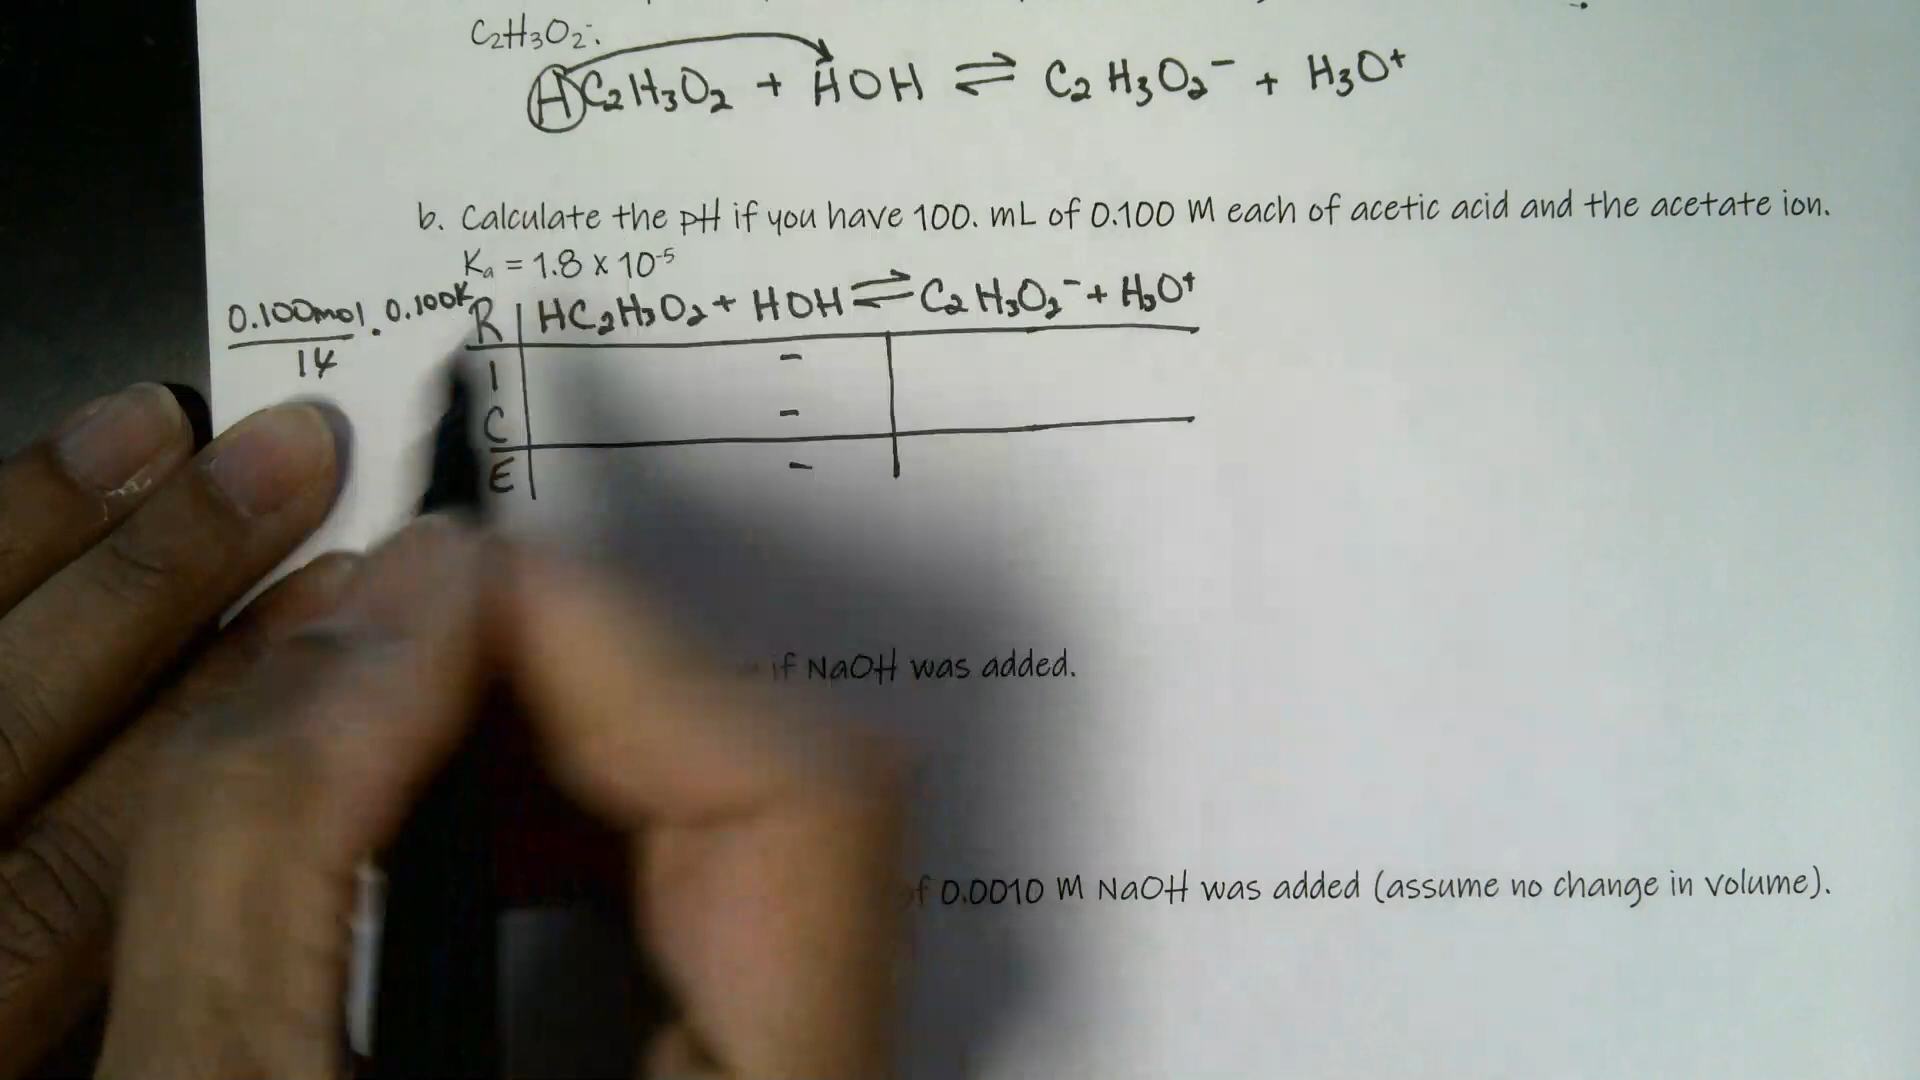 C₂H₃O₂⁻:
HC₂H₃O₂ + HOH ⇌ C₂H₃O₂⁻ + H₃O⁺
b. Calculate the pH if you have 100. mL of 0.100 M each of acetic acid and the acetate ion.
Kₐ = 1.8 x 10⁻⁵
0.100mol . 0.100L
1L
R | HC₂H₃O₂ + HOH ⇌ C₂H₃O₂⁻ + H₃O⁺
I -
C -
E -
if NaOH was added.
of 0.0010 M NaOH was added (assume no change in volume).